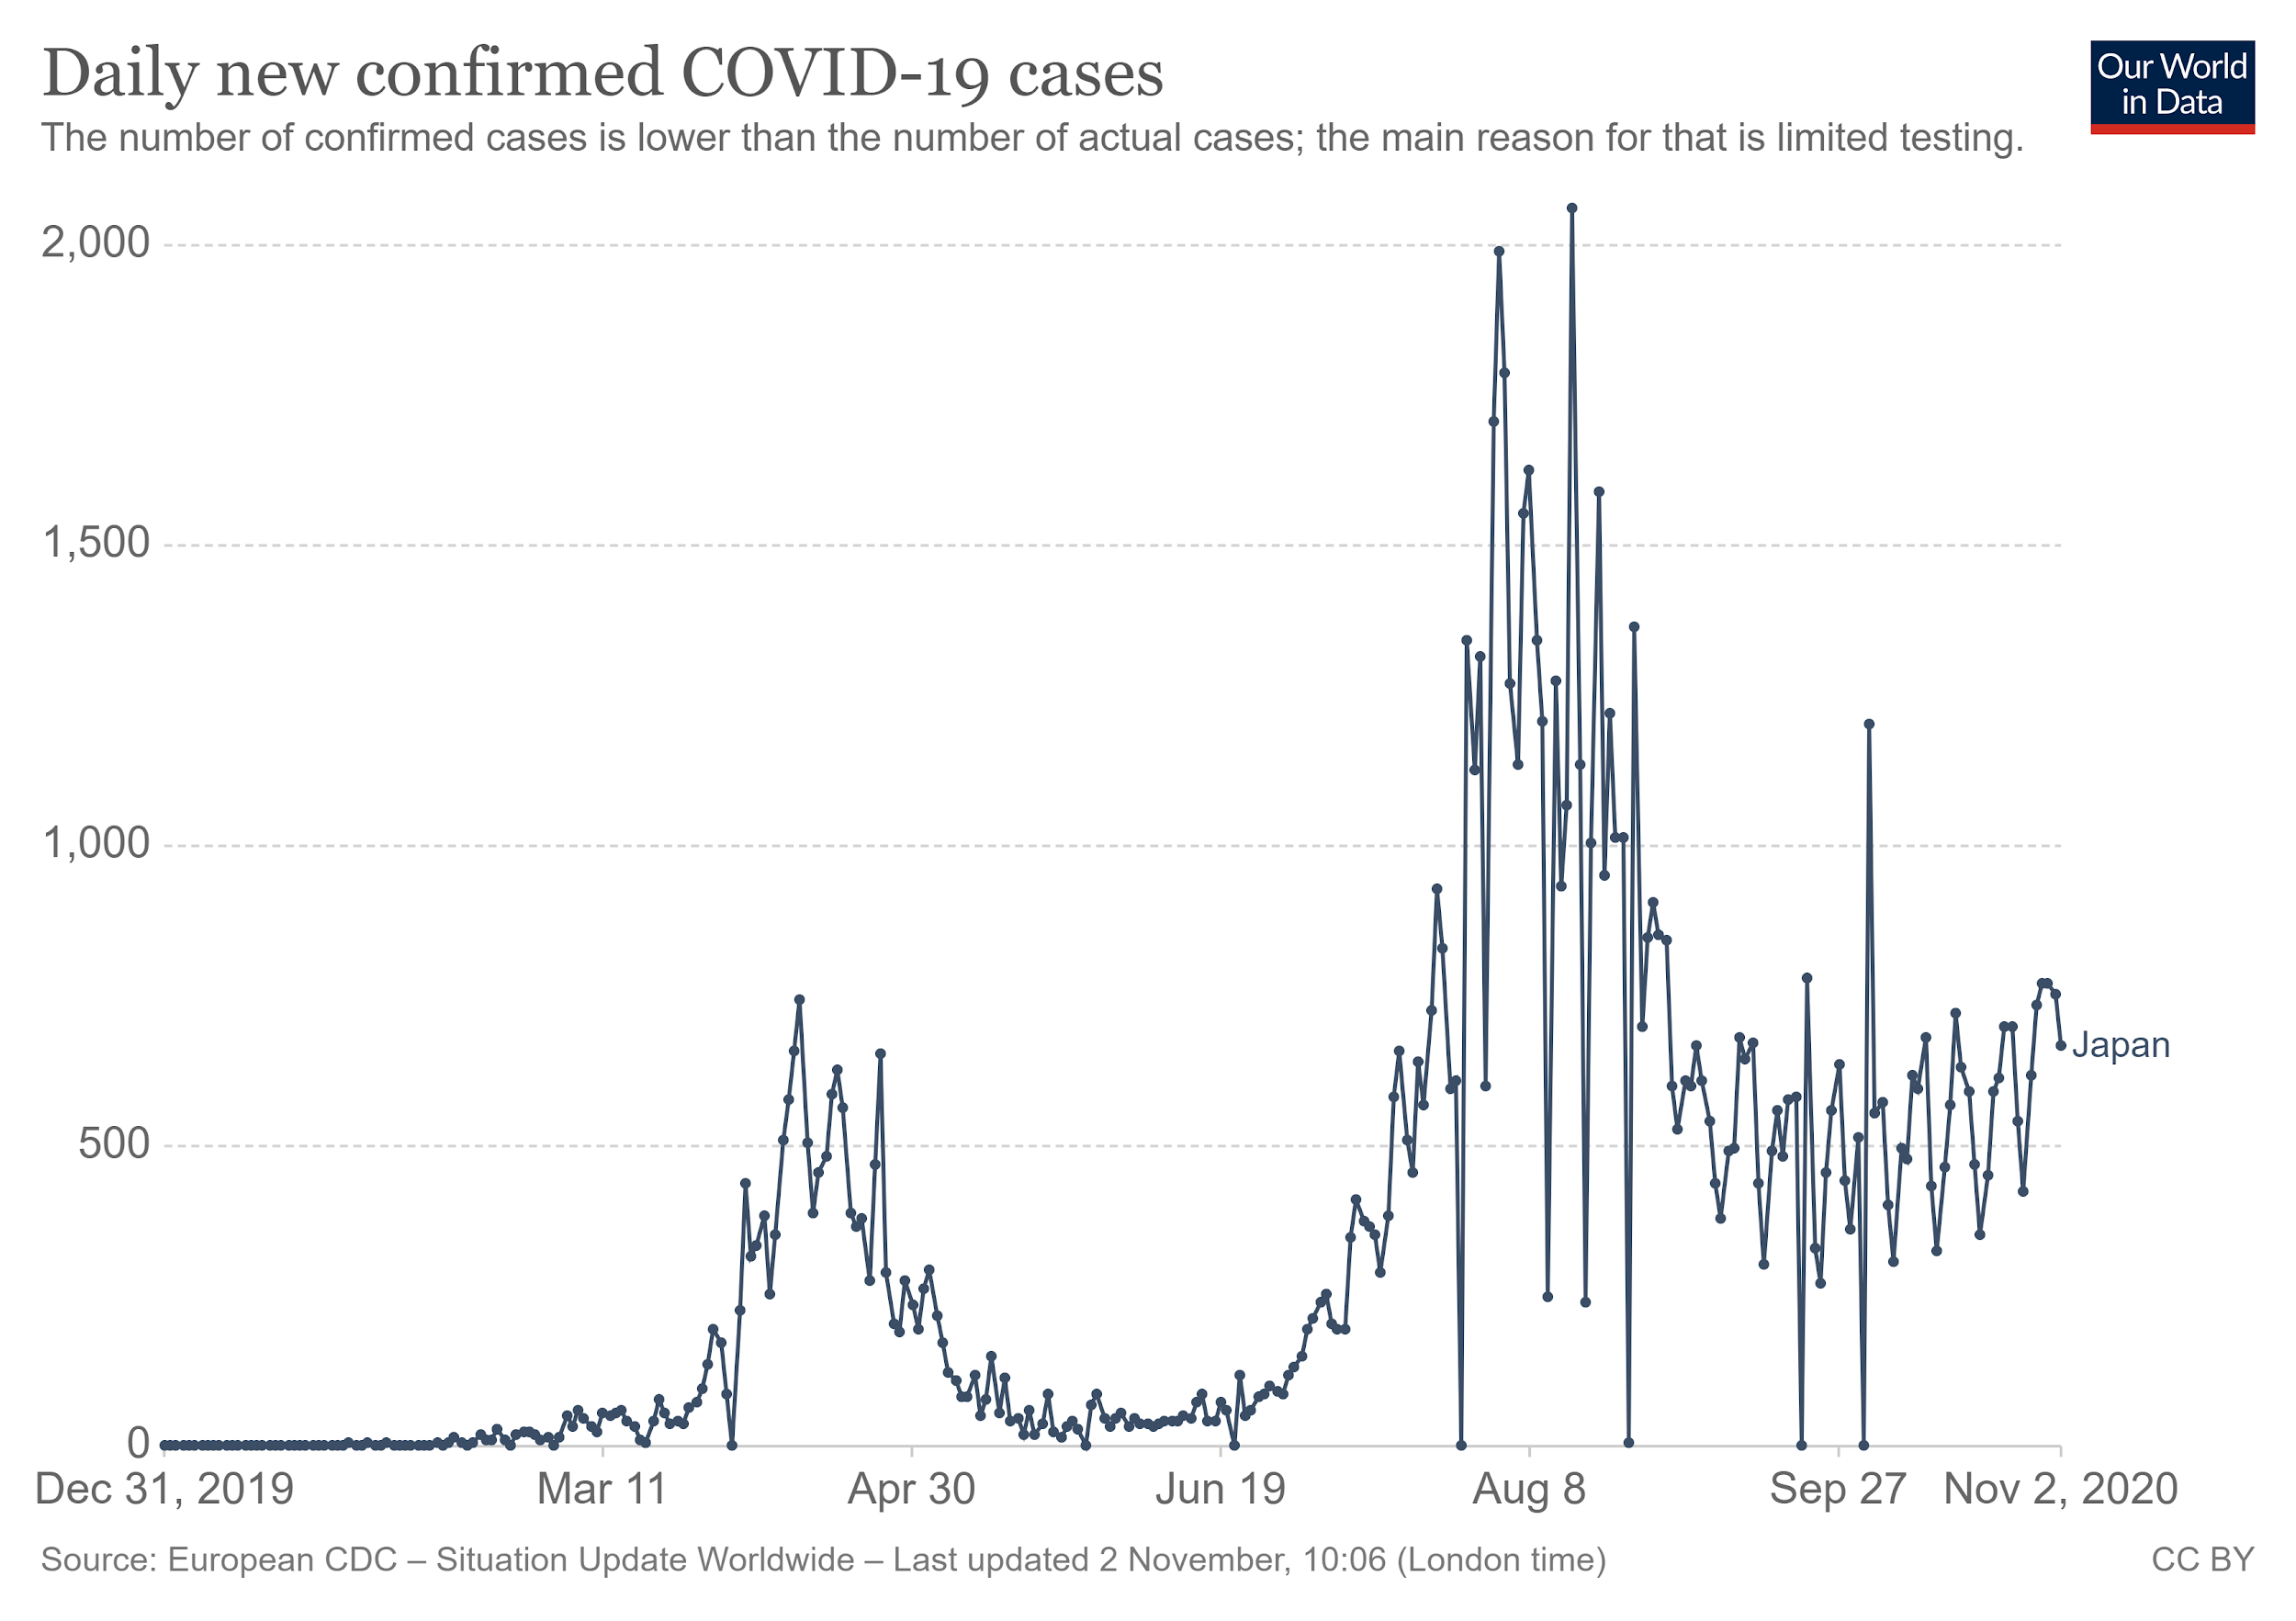 Daily new confirmed COVID-19 cases
The number of confirmed cases is lower than the number of actual cases; the main reason for that is limited testing.
Our World
in Data
2,000
1,500
1,000
500
0
Japan
Dec 31, 2019
Mar 11
Apr 30
Jun 19
Aug 8
Sep 27
Nov 2, 2020
Source: European CDC – Situation Update Worldwide – Last updated 2 November, 10:06 (London time)
CC BY